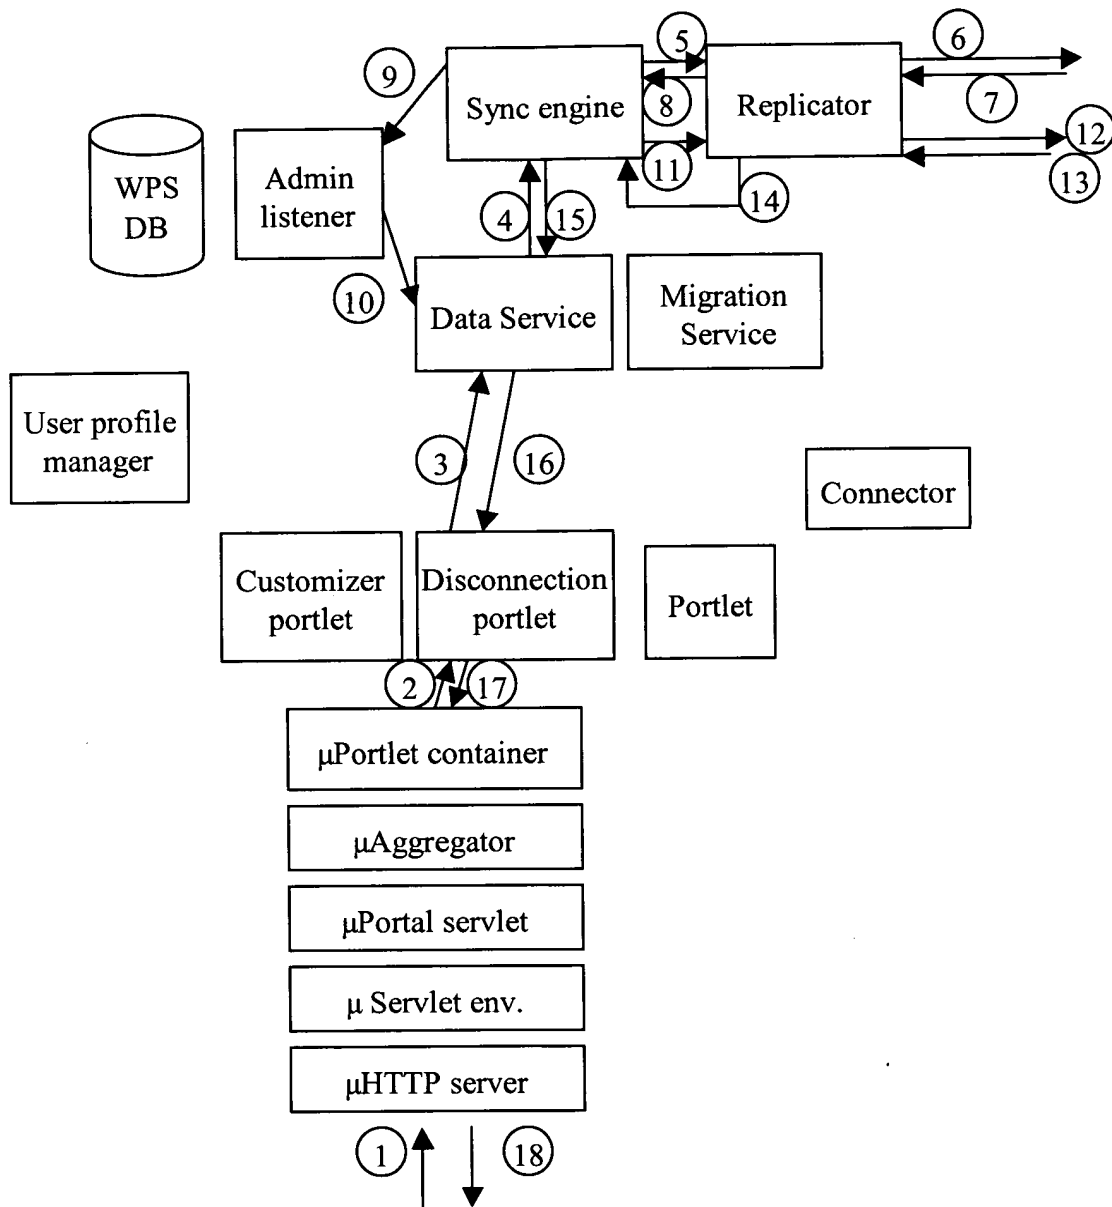 5
6
9
Sync engine
8
Replicator
7
12
11
13
WPS
DB
Admin
listener
4
15
14
10
Data Service
Migration
Service
User profile
manager
3
16
Connector
Customizer
portlet
Disconnection
portlet
Portlet
2
17
μPortlet container
μAggregator
μPortal servlet
μ Servlet env.
μHTTP server
1
18